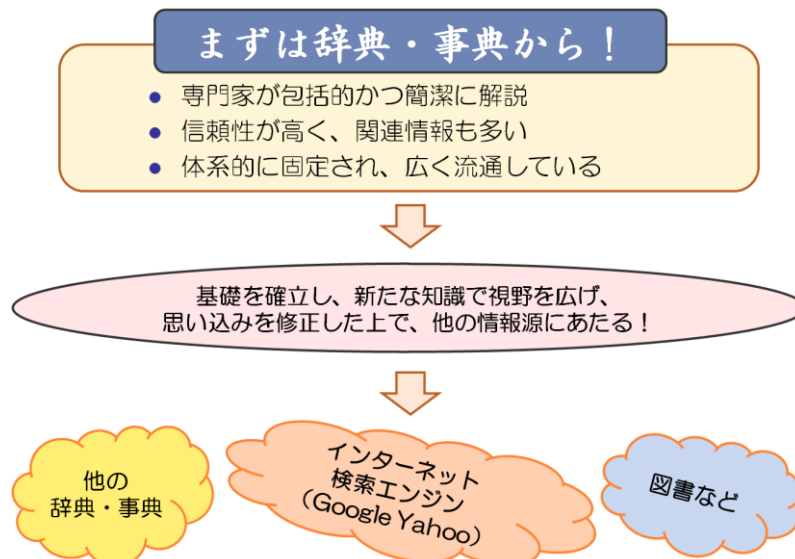 まずは辞典・事典から！
● 専門家が包括的かつ簡潔に解説
● 信頼性が高く、関連情報も多い
● 体系的に固定され、広く流通している
基礎を確立し、新たな知識で視野を広げ、
思い込みを修正した上で、他の情報源にあたる！
他の
辞典・事典
インターネット
検索エンジン
（Google Yahoo）
図書など